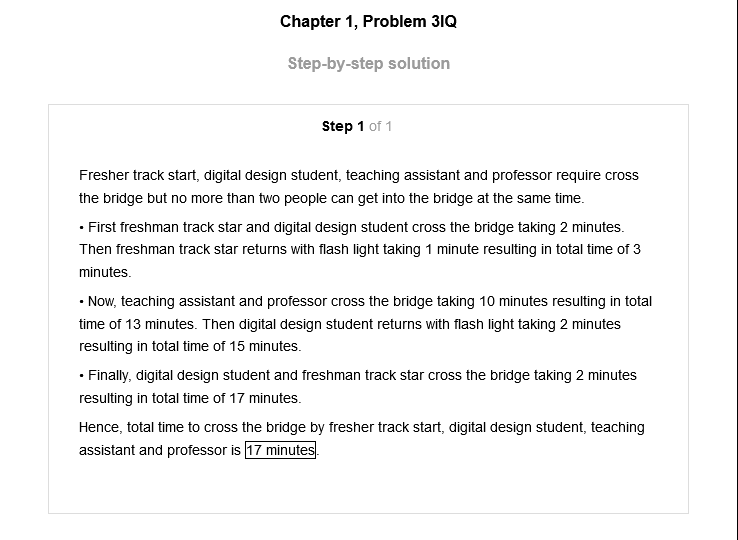 Chapter 1, Problem 3IQ
Step-by-step solution
Step 1 of 1
Fresher track start, digital design student, teaching assistant and professor require cross
the bridge but no more than two people can get into the bridge at the same time.
• First freshman track star and digital design student cross the bridge taking 2 minutes.
Then freshman track star returns with flash light taking 1 minute resulting in total time of 3
minutes.
• Now, teaching assistant and professor cross the bridge taking 10 minutes resulting in total
time of 13 minutes. Then digital design student returns with flash light taking 2 minutes
resulting in total time of 15 minutes.
• Finally, digital design student and freshman track star cross the bridge taking 2 minutes
resulting in total time of 17 minutes.
Hence, total time to cross the bridge by fresher track start, digital design student, teaching
assistant and professor is 17 minutes.